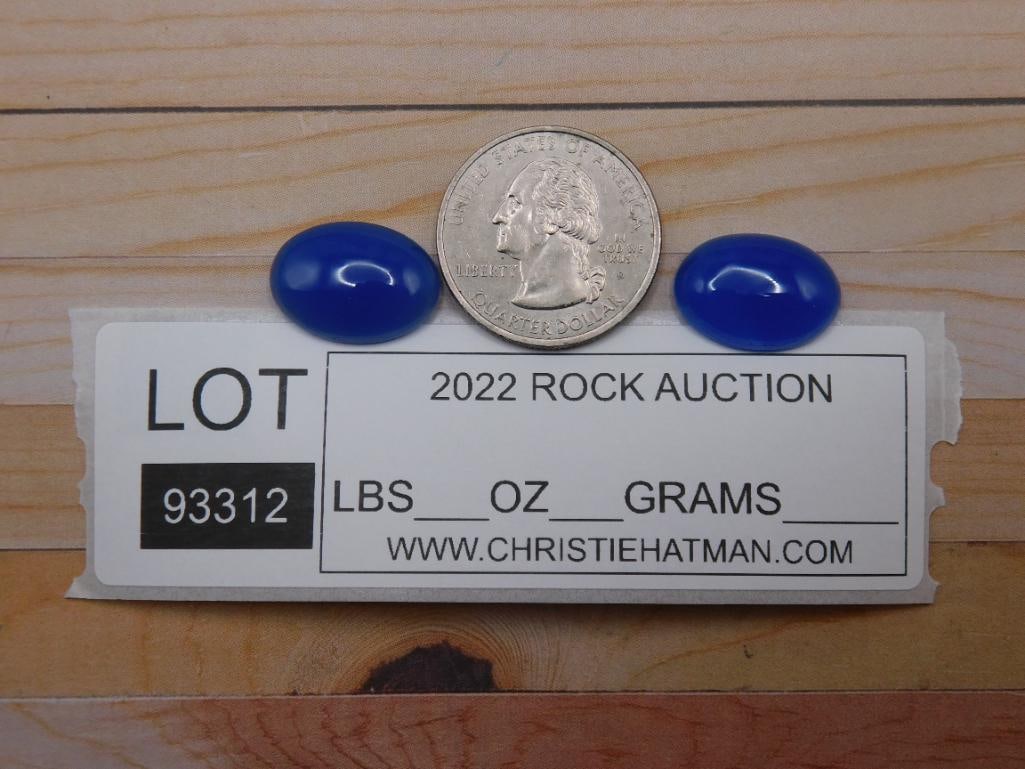 UNITED STATES OF AMERICA
LIBERTY
IN
GOD WE
TRUST
QUARTER DOLLAR
LOT
93312
2022 ROCK AUCTION
LBS___OZ___GRAMS_____
WWW.CHRISTIEHATMAN.COM